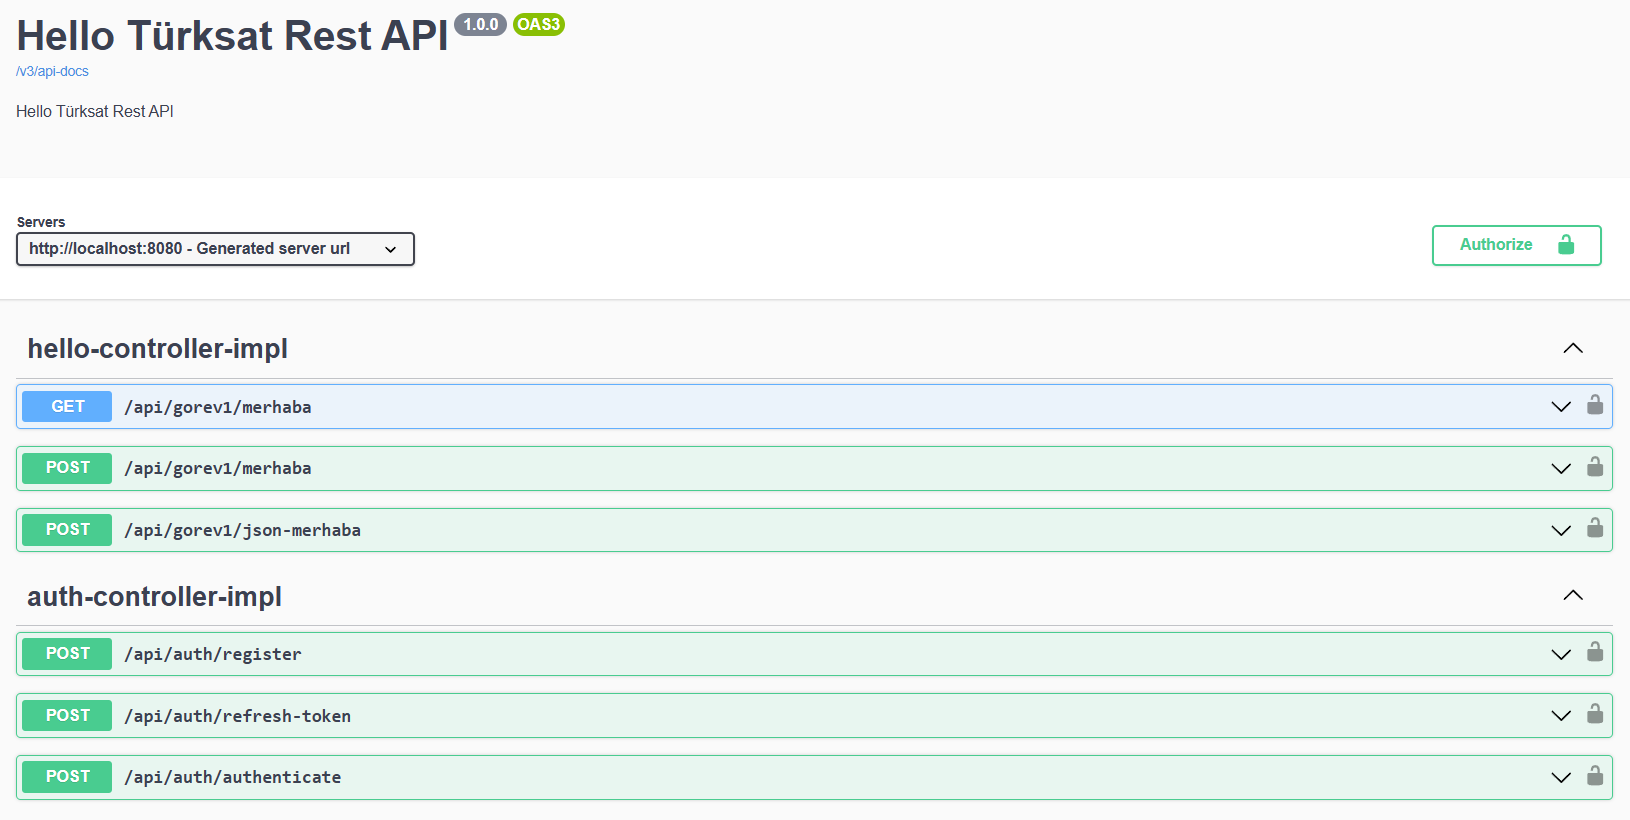 Hello Türksat Rest API 1.0.0 OAS3
/v3/api-docs
Hello Türksat Rest API
Servers
http://localhost:8080 - Generated server url
Authorize
hello-controller-impl
GET /api/gorev1/merhaba
POST /api/gorev1/merhaba
POST /api/gorev1/json-merhaba
auth-controller-impl
POST /api/auth/register
POST /api/auth/refresh-token
POST /api/auth/authenticate